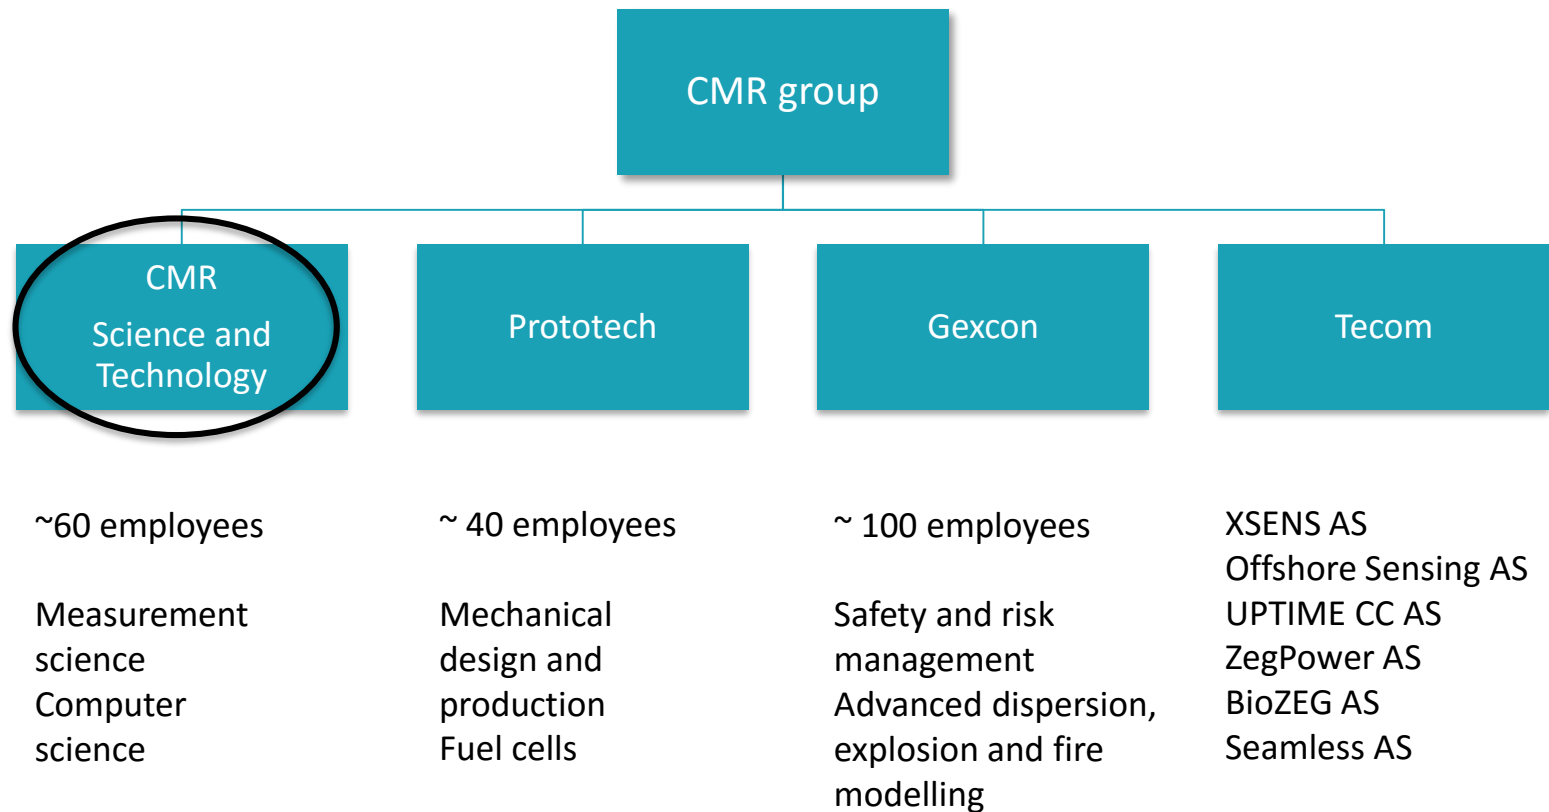 CMR group
CMR
Science and
Technology
Prototech
Gexcon
Tecom
~60 employees
Measurement
science
Computer
science
~ 40 employees
Mechanical
design and
production
Fuel cells
~ 100 employees
Safety and risk
management
Advanced dispersion,
explosion and fire
modelling
XSENS AS
Offshore Sensing AS
UPTIME CC AS
ZegPower AS
BioZEG AS
Seamless AS